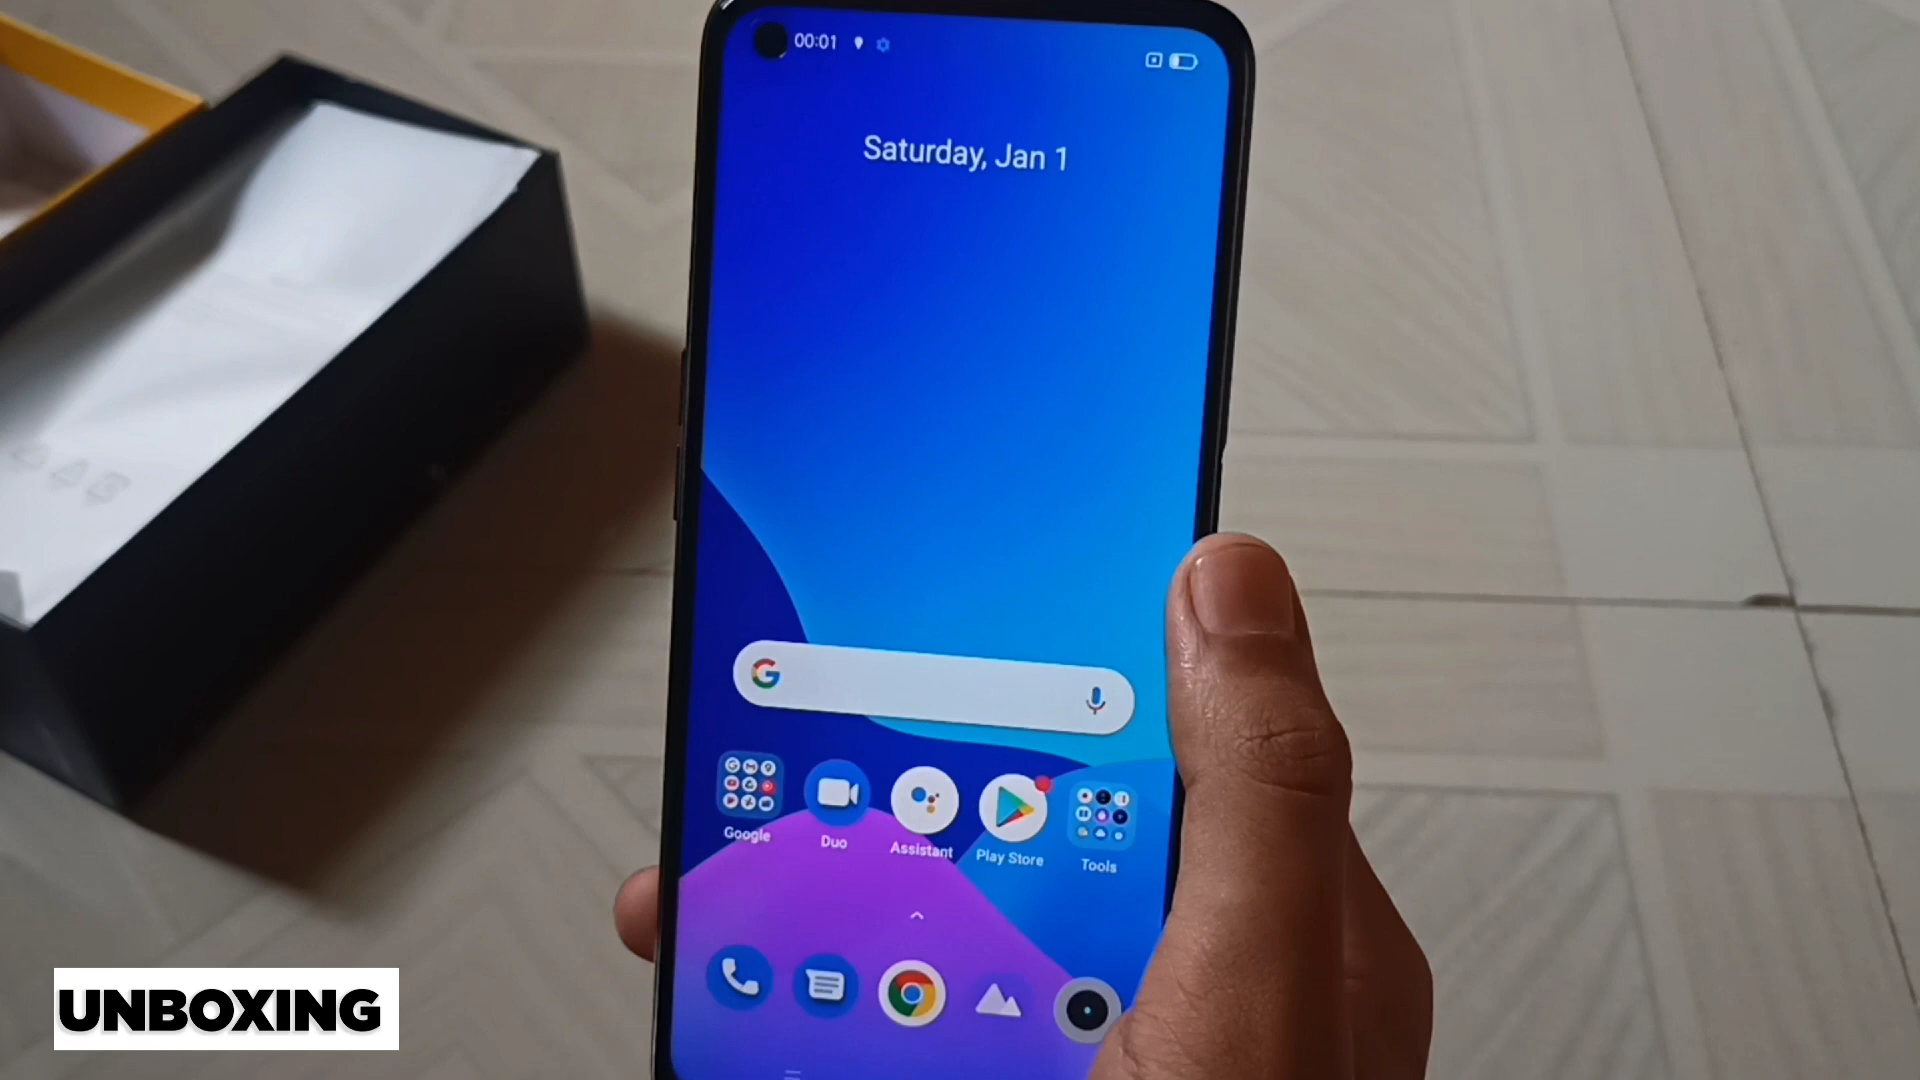 00:01
Saturday, Jan 1
Google
Duo
Assistant
Play Store
Tools
UNBOXING